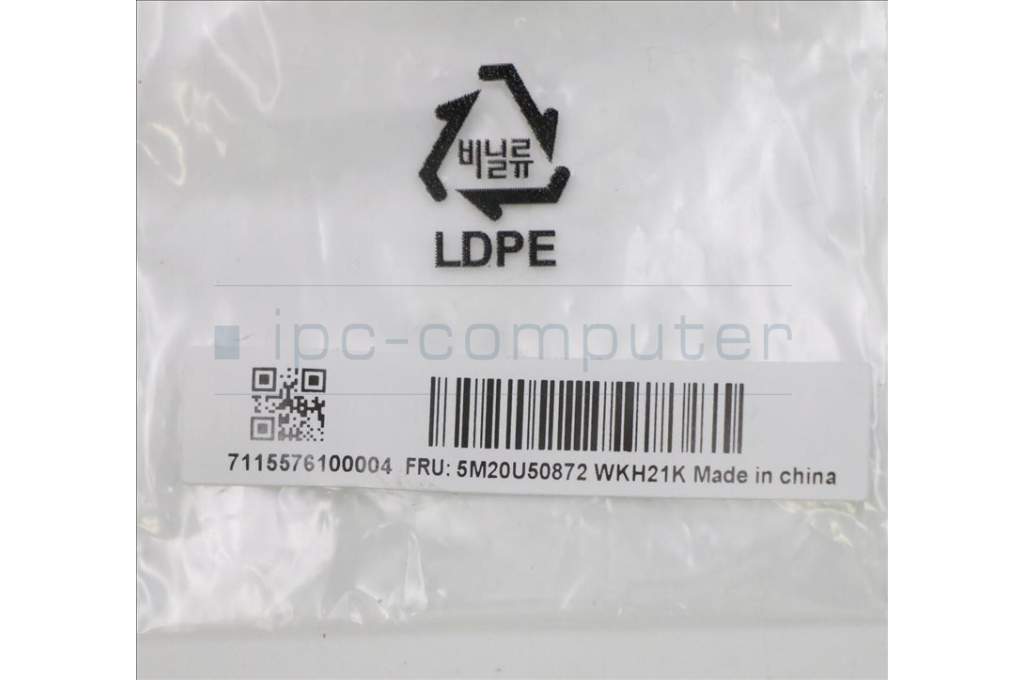 비닐류
LDPE
ipc-computer
7115576100004 FRU: 5M20U50872 WKH21K Made in china